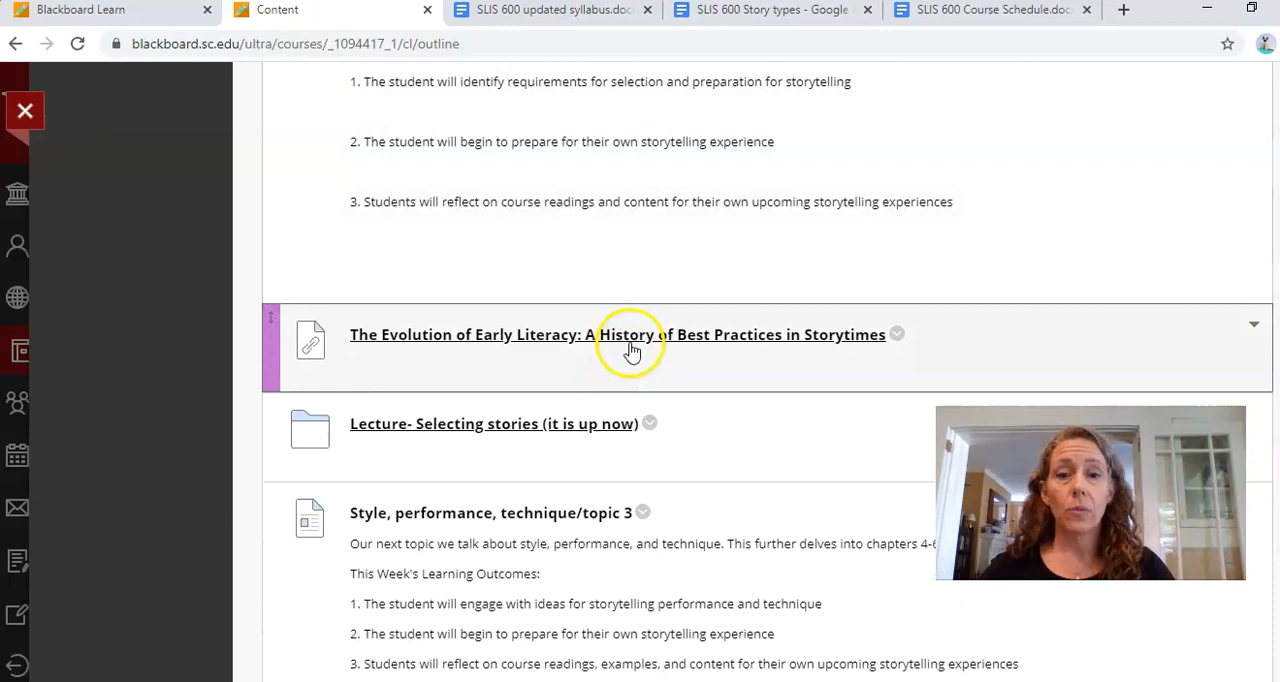 Blackboard Learn
Content
SLIS 600 updated syllabus.docx
SLIS 600 Story types - Google
SLIS 600 Course Schedule.docx
blackboard.sc.edu/ultra/courses/_1094417_1/cl/outline
1. The student will identify requirements for selection and preparation for storytelling
2. The student will begin to prepare for their own storytelling experience
3. Students will reflect on course readings and content for their own upcoming storytelling experiences
The Evolution of Early Literacy: A History of Best Practices in Storytimes
Lecture- Selecting stories (it is up now)
Style, performance, technique/topic 3
Our next topic we talk about style, performance, and technique. This further delves into chapters 4-6
This Week's Learning Outcomes:
1. The student will engage with ideas for storytelling performance and technique
2. The student will begin to prepare for their own storytelling experience
3. Students will reflect on course readings, examples, and content for their own upcoming storytelling experiences